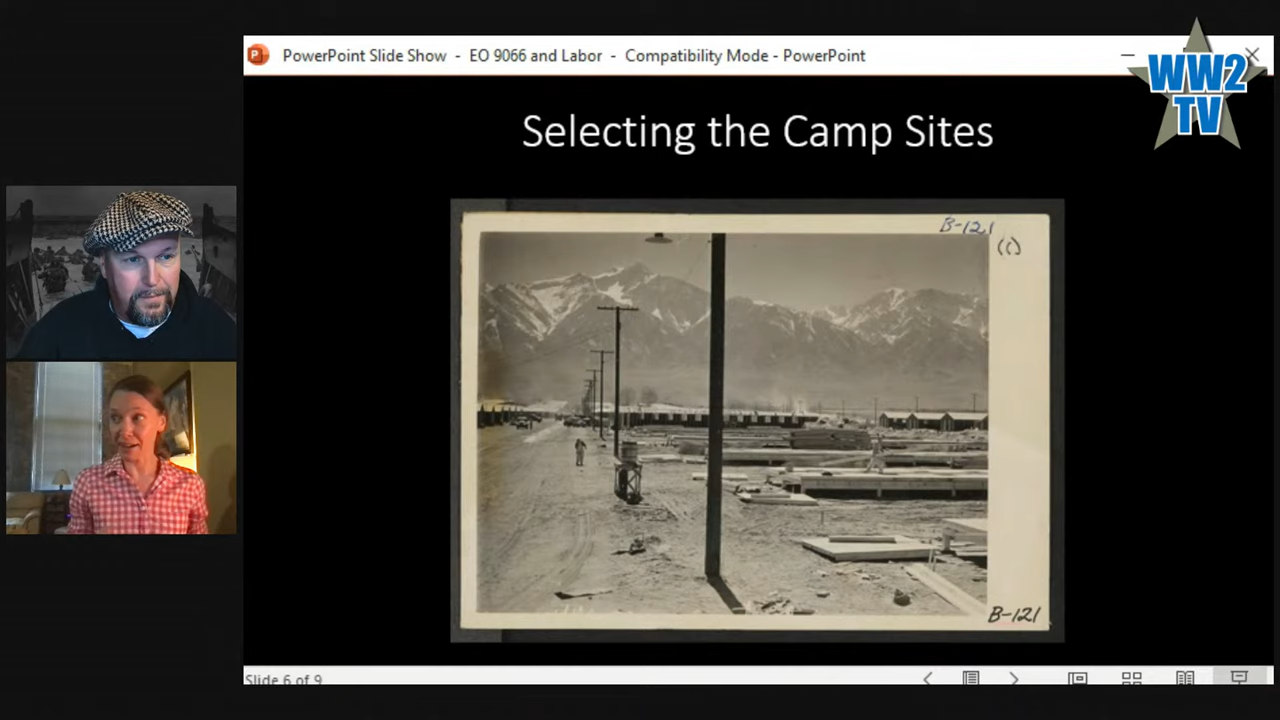 PowerPoint Slide Show - EO 9066 and Labor - Compatibility Mode - PowerPoint
WW2
TV
Selecting the Camp Sites
B-121
(C)
B-121
Slide 6 of 9